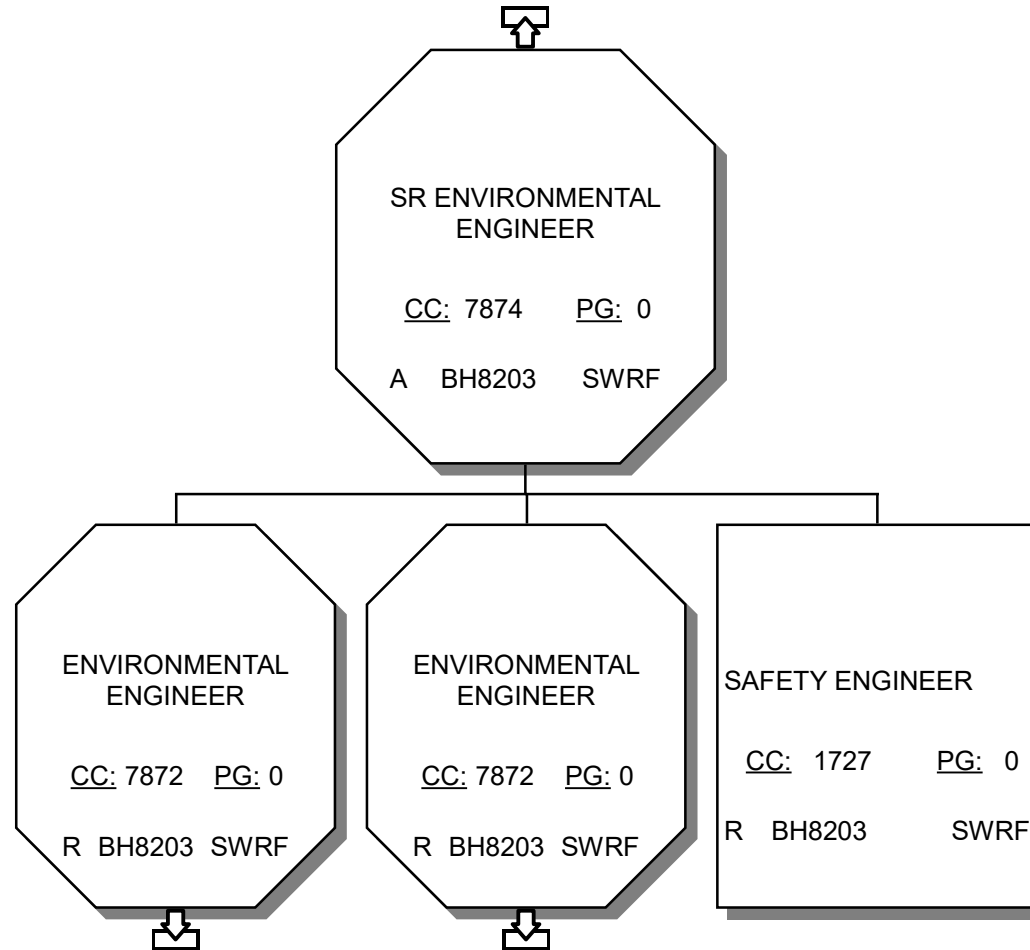 SR ENVIRONMENTAL
ENGINEER
CC: 7874 PG: 0
A BH8203 SWRF
ENVIRONMENTAL
ENGINEER
CC: 7872 PG: 0
R BH8203 SWRF
ENVIRONMENTAL
ENGINEER
CC: 7872 PG: 0
R BH8203 SWRF
SAFETY ENGINEER
CC: 1727 PG: 0
R BH8203 SWRF